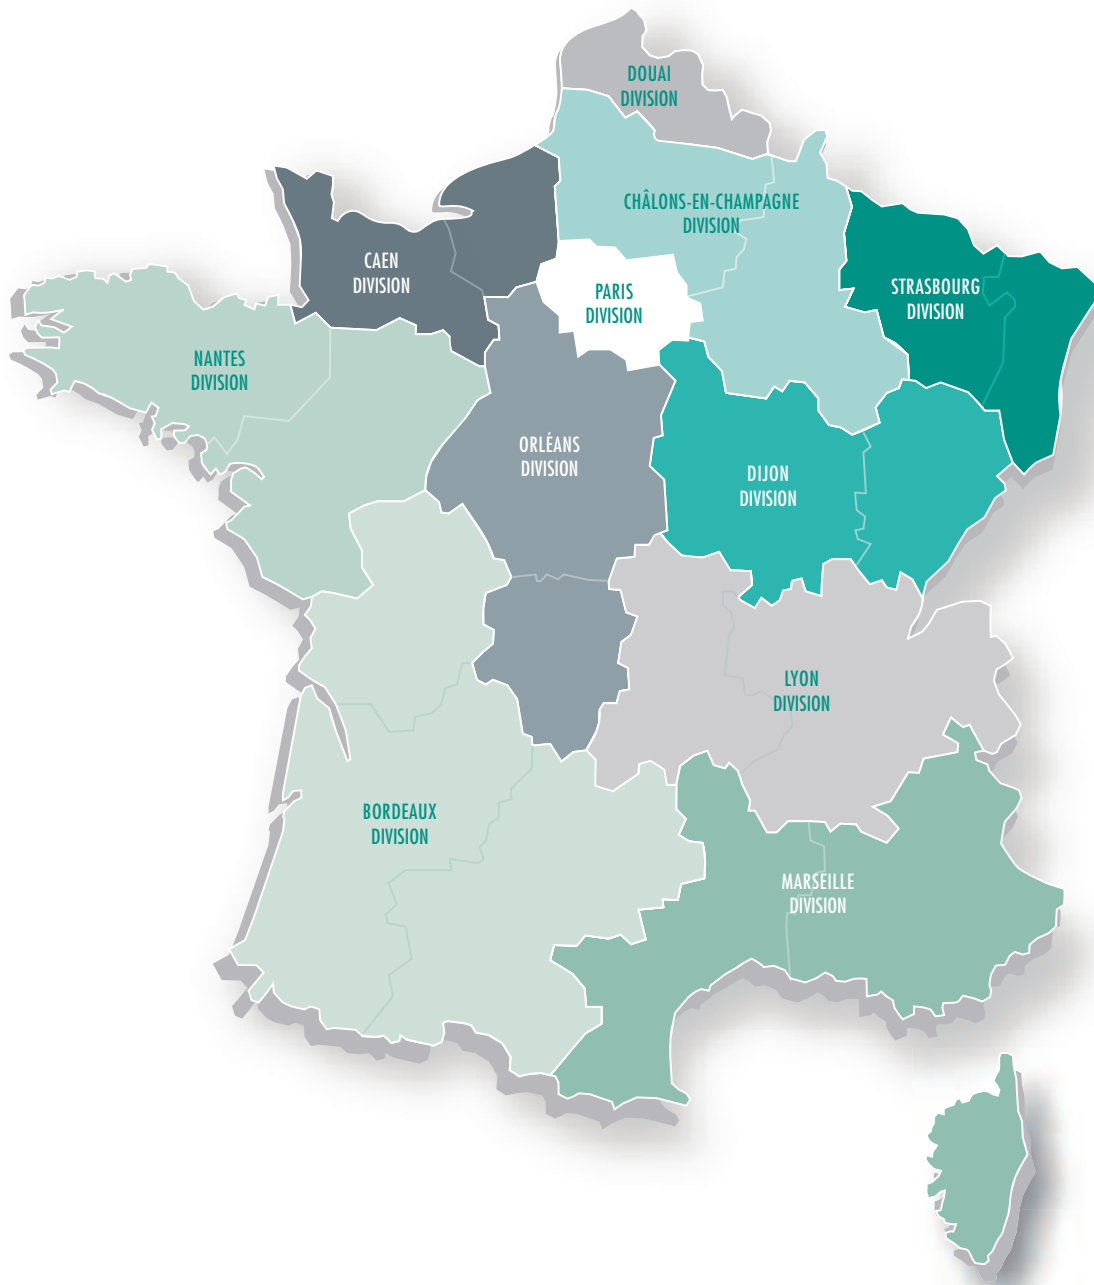 DOUAI
DIVISION
CHÂLONS-EN-CHAMPAGNE
DIVISION
CAEN
DIVISION
STRASBOURG
DIVISION
PARIS
DIVISION
NANTES
DIVISION
ORLÉANS
DIVISION
DIJON
DIVISION
LYON
DIVISION
BORDEAUX
DIVISION
MARSEILLE
DIVISION